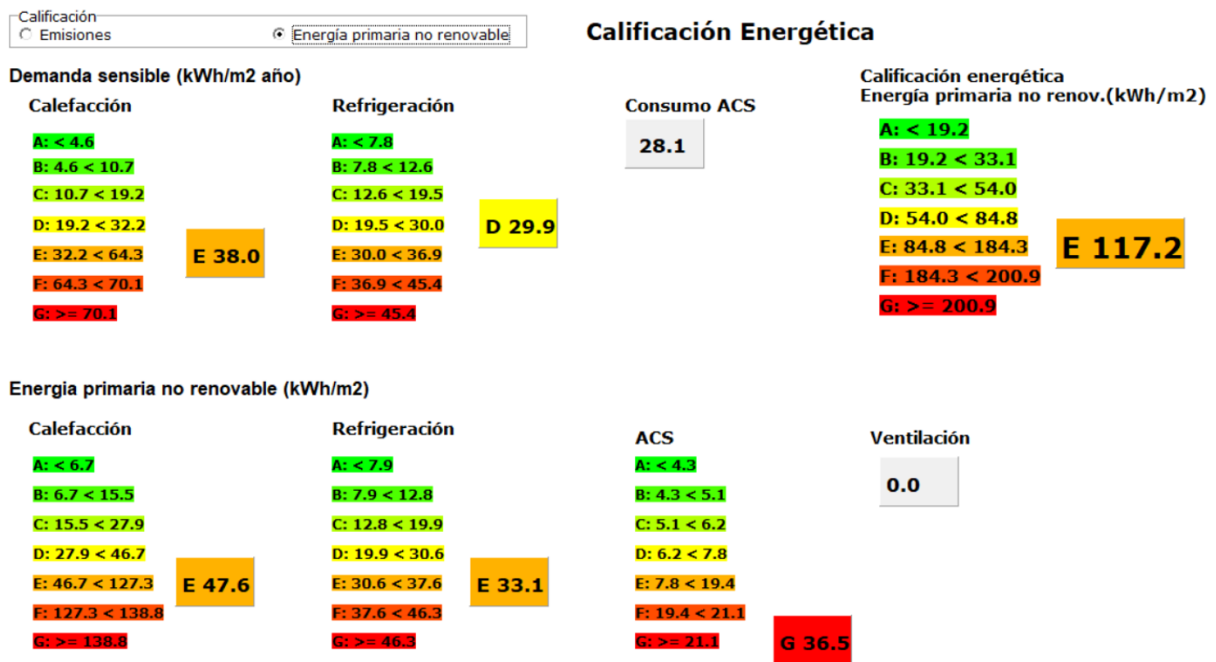 Calificación
Emisiones
Energía primaria no renovable
Calificación Energética
Demanda sensible (kWh/m2 año)
Calefacción
A: < 4.6
B: 4.6 < 10.7
C: 10.7 < 19.2
D: 19.2 < 32.2
E: 32.2 < 64.3
F: 64.3 < 70.1
G: >= 70.1
E 38.0
Refrigeración
A: < 7.8
B: 7.8 < 12.6
C: 12.6 < 19.5
D: 19.5 < 30.0
E: 30.0 < 36.9
F: 36.9 < 45.4
G: >= 45.4
D 29.9
Consumo ACS
28.1
Calificación energética
Energía primaria no renov.(kWh/m2)
A: < 19.2
B: 19.2 < 33.1
C: 33.1 < 54.0
D: 54.0 < 84.8
E: 84.8 < 184.3
F: 184.3 < 200.9
G: >= 200.9
E 117.2
Energia primaria no renovable (kWh/m2)
Calefacción
A: < 6.7
B: 6.7 < 15.5
C: 15.5 < 27.9
D: 27.9 < 46.7
E: 46.7 < 127.3
F: 127.3 < 138.8
G: >= 138.8
E 47.6
Refrigeración
A: < 7.9
B: 7.9 < 12.8
C: 12.8 < 19.9
D: 19.9 < 30.6
E: 30.6 < 37.6
F: 37.6 < 46.3
G: >= 46.3
E 33.1
ACS
A: < 4.3
B: 4.3 < 5.1
C: 5.1 < 6.2
D: 6.2 < 7.8
E: 7.8 < 19.4
F: 19.4 < 21.1
G: >= 21.1
G 36.5
Ventilación
0.0